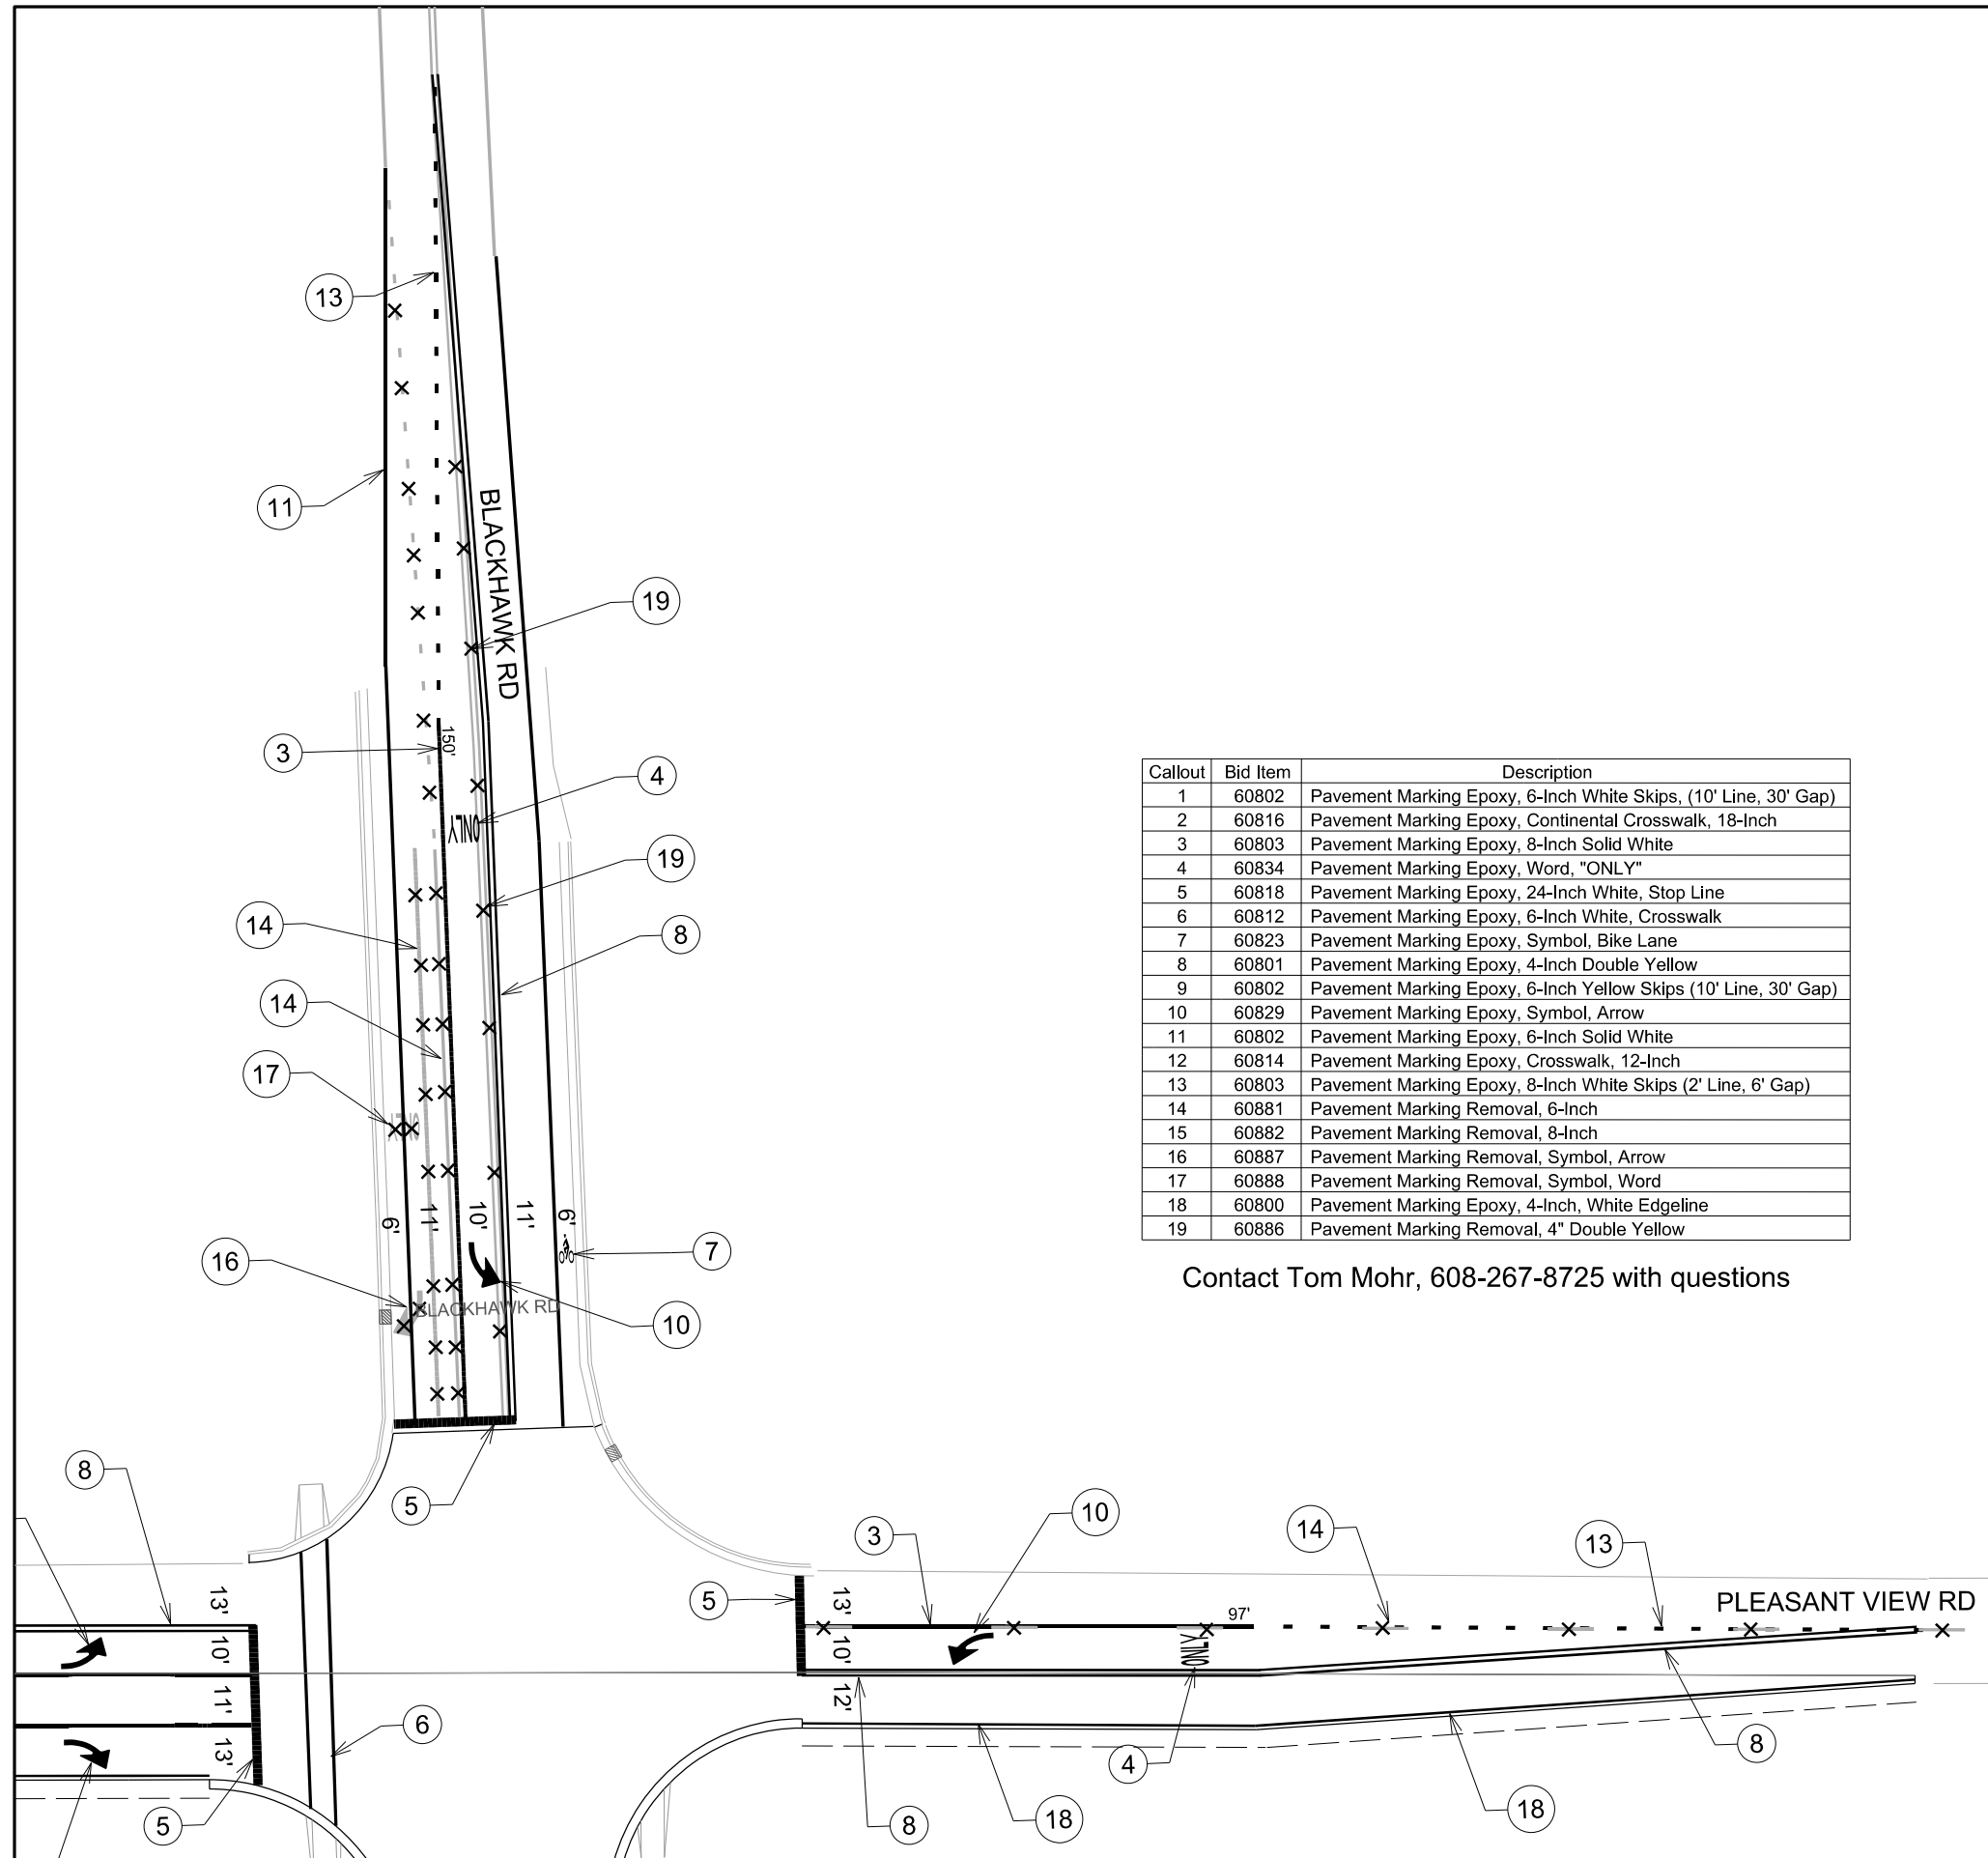 13
11
BLACKHAWK RD
19
3
150'
4
ONLY
19
14
8
14
17
ONLY
6'
11'
10'
11'
6'
16
7
BLACKHAWK RD
10
8
5
Callout Bid Item Description
1 60802 Pavement Marking Epoxy, 6-Inch White Skips, (10' Line, 30' Gap)
2 60816 Pavement Marking Epoxy, Continental Crosswalk, 18-Inch
3 60803 Pavement Marking Epoxy, 8-Inch Solid White
4 60834 Pavement Marking Epoxy, Word, "ONLY"
5 60818 Pavement Marking Epoxy, 24-Inch White, Stop Line
6 60812 Pavement Marking Epoxy, 6-Inch White, Crosswalk
7 60823 Pavement Marking Epoxy, Symbol, Bike Lane
8 60801 Pavement Marking Epoxy, 4-Inch Double Yellow
9 60802 Pavement Marking Epoxy, 6-Inch Yellow Skips (10' Line, 30' Gap)
10 60829 Pavement Marking Epoxy, Symbol, Arrow
11 60802 Pavement Marking Epoxy, 6-Inch Solid White
12 60814 Pavement Marking Epoxy, Crosswalk, 12-Inch
13 60803 Pavement Marking Epoxy, 8-Inch White Skips (2' Line, 6' Gap)
14 60881 Pavement Marking Removal, 6-Inch
15 60882 Pavement Marking Removal, 8-Inch
16 60887 Pavement Marking Removal, Symbol, Arrow
17 60888 Pavement Marking Removal, Symbol, Word
18 60800 Pavement Marking Epoxy, 4-Inch, White Edgeline
19 60886 Pavement Marking Removal, 4" Double Yellow
Contact Tom Mohr, 608-267-8725 with questions
13'
10'
11'
13'
5
6
5
3
10
14
13
PLEASANT VIEW RD
13'
97'
10'
ONLY
12'
8
18
4
8
18